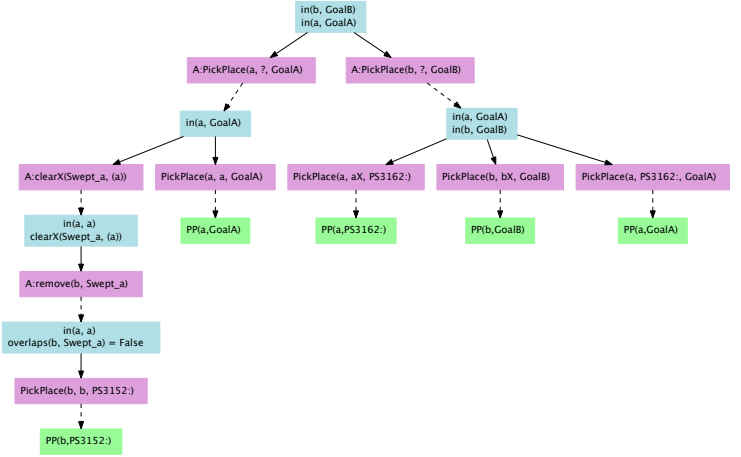 in(b, GoalB)
in(a, GoalA)
A:PickPlace(a, ?, GoalA)
A:PickPlace(b, ?, GoalB)
in(a, GoalA)
in(a, GoalA)
in(b, GoalB)
A:clearX(Swept_a, (a))
PickPlace(a, a, GoalA)
PickPlace(a, aX, PS3162:)
PickPlace(b, bX, GoalB)
PickPlace(a, PS3162:, GoalA)
in(a, a)
clearX(Swept_a, (a))
PP(a,GoalA)
PP(a,PS3162:)
PP(b,GoalB)
PP(a,GoalA)
A:remove(b, Swept_a)
in(a, a)
overlaps(b, Swept_a) = False
PickPlace(b, b, PS3152:)
PP(b,PS3152:)